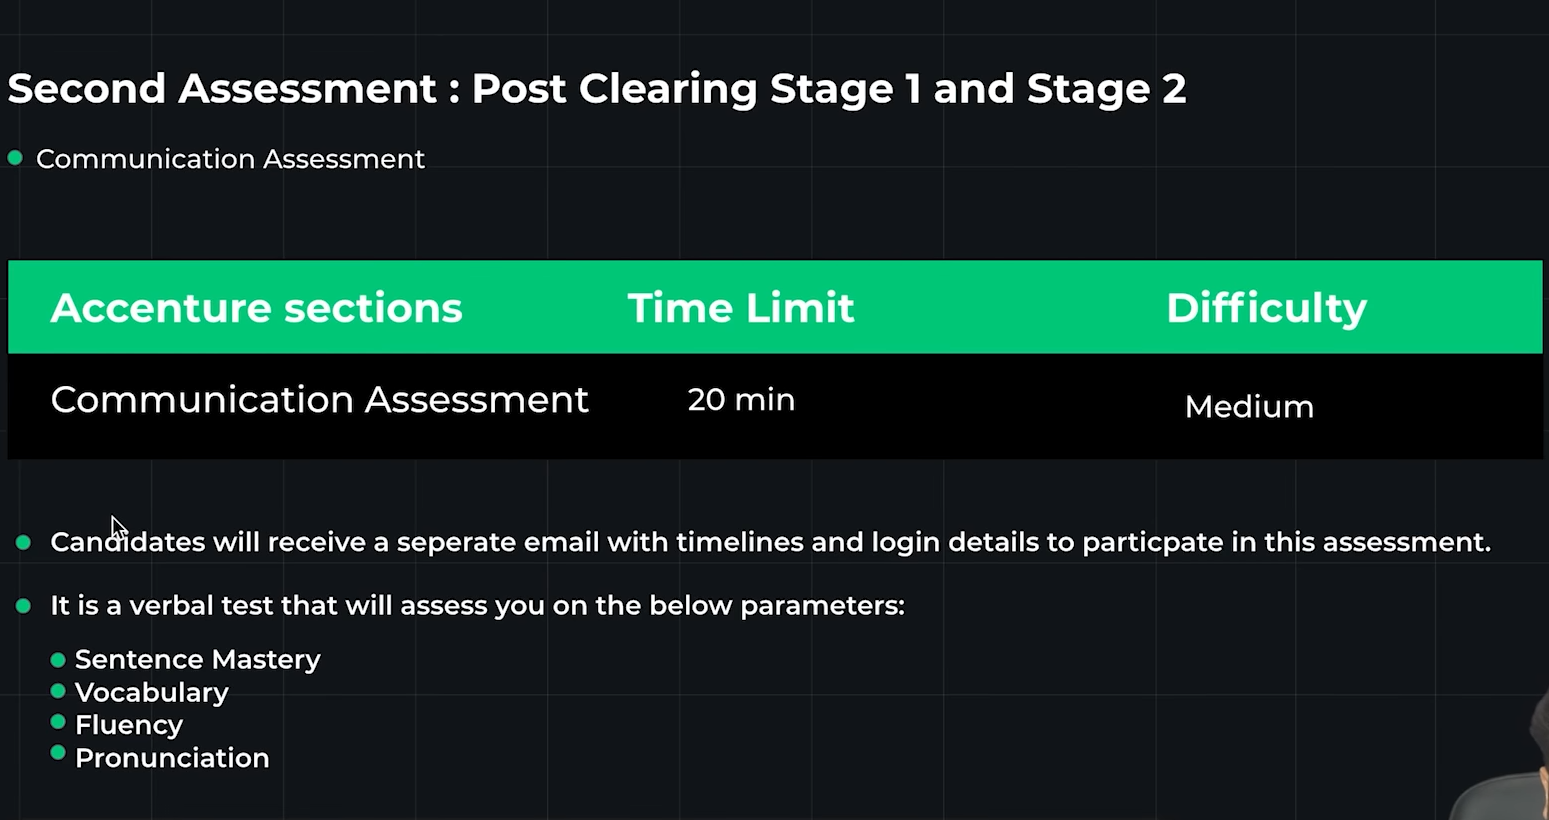 Second Assessment : Post Clearing Stage 1 and Stage 2
Communication Assessment
Accenture sections Time Limit Difficulty
Communication Assessment 20 min Medium
Candidates will receive a seperate email with timelines and login details to particpate in this assessment.
It is a verbal test that will assess you on the below parameters:
Sentence Mastery
Vocabulary
Fluency
Pronunciation